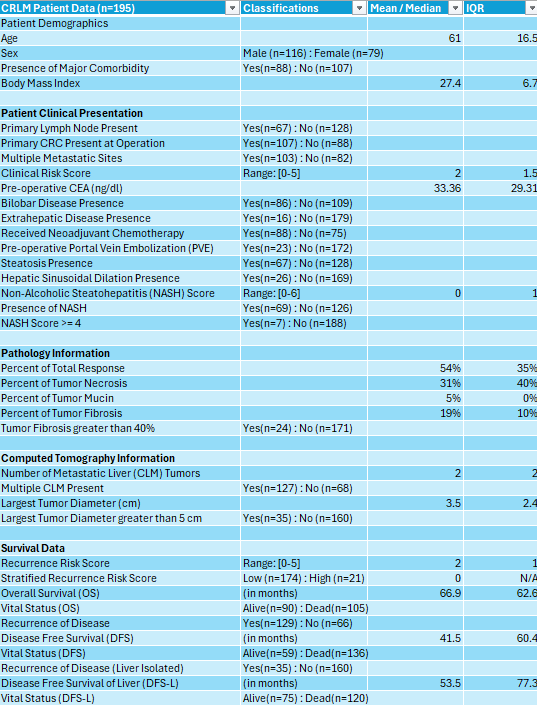 CRLM Patient Data (n=195) Classifications Mean / Median IQR
Patient Demographics
Age 61 16.5
Sex Male (n=116) : Female (n=79)
Presence of Major Comorbidity Yes(n=88) : No (n=107)
Body Mass Index 27.4 6.7
Patient Clinical Presentation
Primary Lymph Node Present Yes(n=67) : No (n=128)
Primary CRC Present at Operation Yes(n=107) : No (n=88)
Multiple Metastatic Sites Yes(n=103) : No (n=82)
Clinical Risk Score Range: [0-5] 2 1.5
Pre-operative CEA (ng/dl) 33.36 29.31
Bilobar Disease Presence Yes(n=86) : No (n=109)
Extrahepatic Disease Presence Yes(n=16) : No (n=179)
Received Neoadjuvant Chemotherapy Yes(n=88) : No (n=75)
Pre-operative Portal Vein Embolization (PVE) Yes(n=23) : No (n=172)
Steatosis Presence Yes(n=67) : No (n=128)
Hepatic Sinusoidal Dilation Presence Yes(n=26) : No (n=169)
Non-Alcoholic Steatohepatitis (NASH) Score Range: [0-6] 0 1
Presence of NASH Yes(n=69) : No (n=126)
NASH Score >= 4 Yes(n=7) : No (n=188)
Pathology Information
Percent of Total Response 54% 35%
Percent of Tumor Necrosis 31% 40%
Percent of Tumor Mucin 5% 0%
Percent of Tumor Fibrosis 19% 10%
Tumor Fibrosis greater than 40% Yes(n=24) : No (n=171)
Computed Tomography Information
Number of Metastatic Liver (CLM) Tumors 2 2
Multiple CLM Present Yes(n=127) : No (n=68)
Largest Tumor Diameter (cm) 3.5 2.4
Largest Tumor Diameter greater than 5 cm Yes(n=35) : No (n=160)
Survival Data
Recurrence Risk Score Range: [0-5] 2 1
Stratified Recurrence Risk Score Low (n=174) : High (n=21) 0 N/A
Overall Survival (OS) (in months) 66.9 62.6
Vital Status (OS) Alive(n=90) : Dead(n=105)
Recurrence of Disease Yes(n=129) : No (n=66)
Disease Free Survival (DFS) (in months) 41.5 60.4
Vital Status (DFS) Alive(n=59) : Dead(n=136)
Recurrence of Disease (Liver Isolated) Yes(n=35) : No (n=160)
Disease Free Survival of Liver (DFS-L) (in months) 53.5 77.3
Vital Status (DFS-L) Alive(n=75) : Dead(n=120)